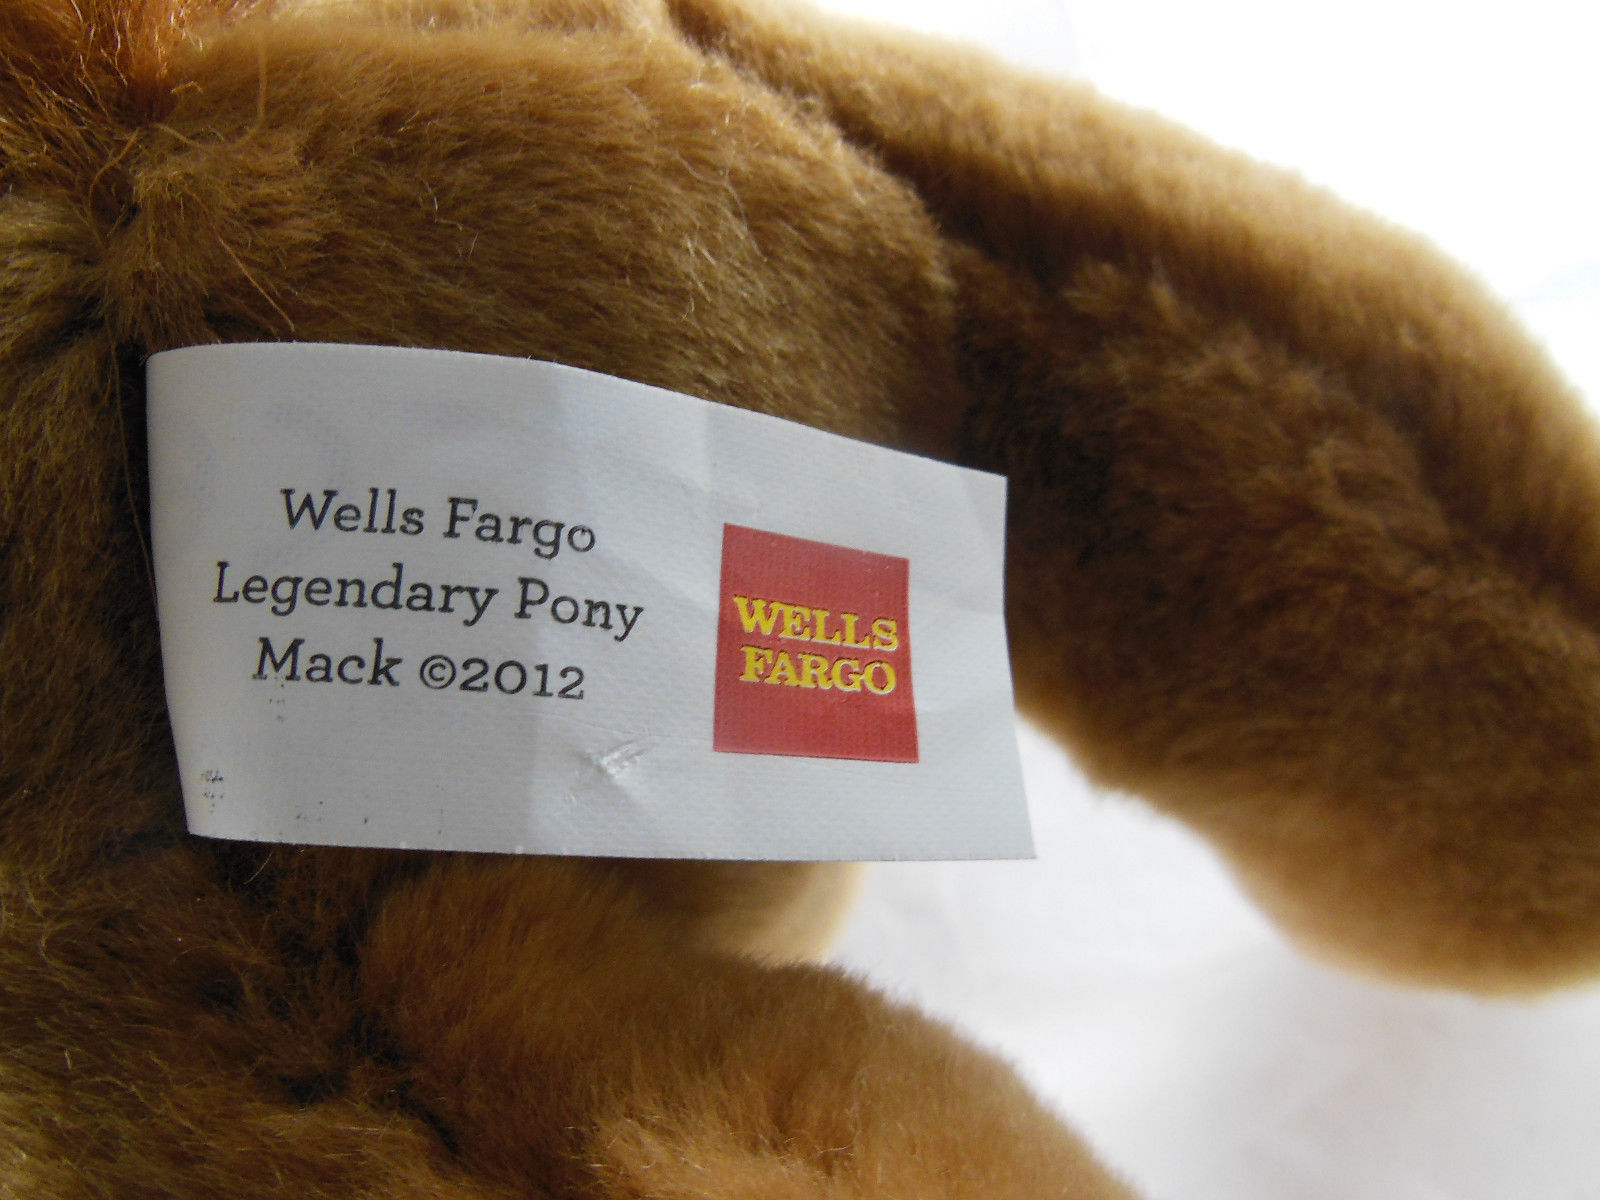 Wells Fargo
Legendary Pony
Mack ©2012
WELLS
FARGO